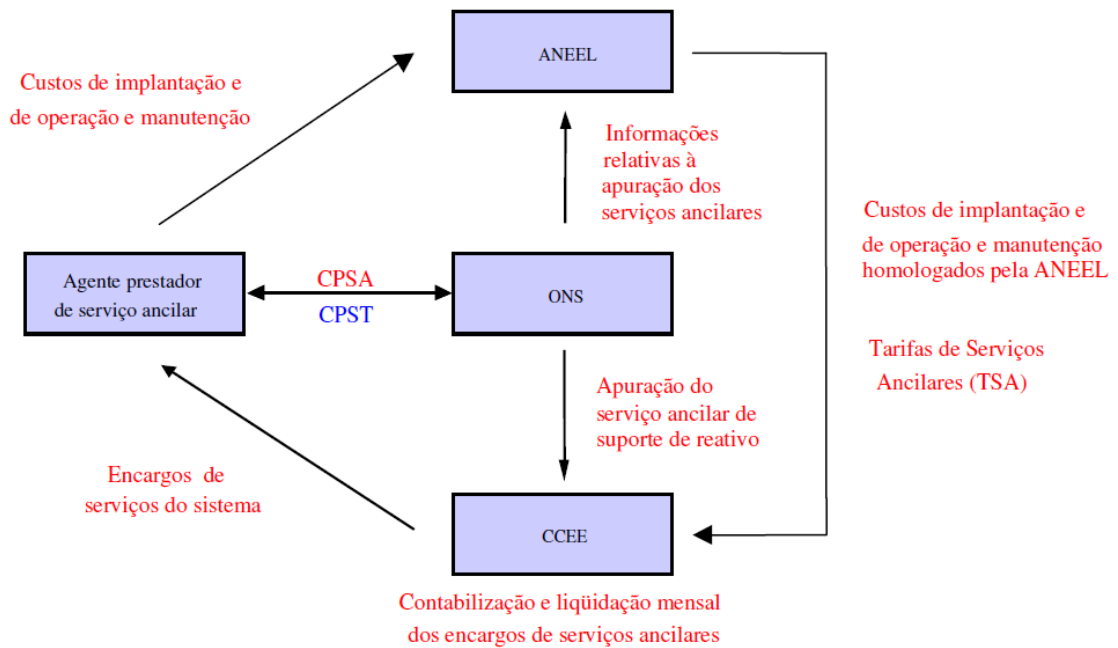 ANEEL
Custos de implantação e
de operação e manutenção
Informações
relativas à
apuração dos
serviços ancilares
Custos de implantação e
de operação e manutenção
homologados pela ANEEL
Agente prestador
de serviço ancilar
CPSA
CPST
ONS
Tarifas de Serviços
Ancilares (TSA)
Apuração do
serviço ancilar de
suporte de reativo
Encargos de
serviços do sistema
CCEE
Contabilização e liqüidação mensal
dos encargos de serviços ancilares